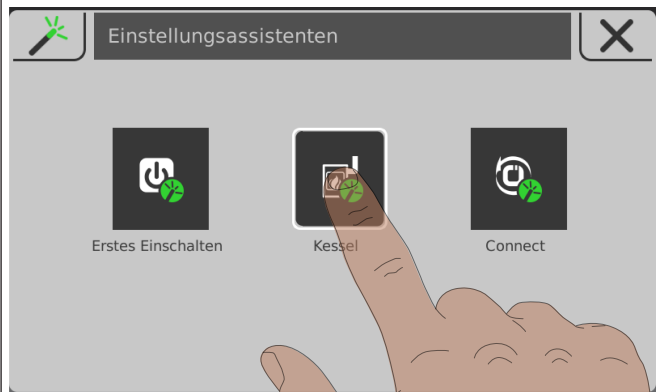 Einstellungsassistenten
Erstes Einschalten
Kessel
Connect